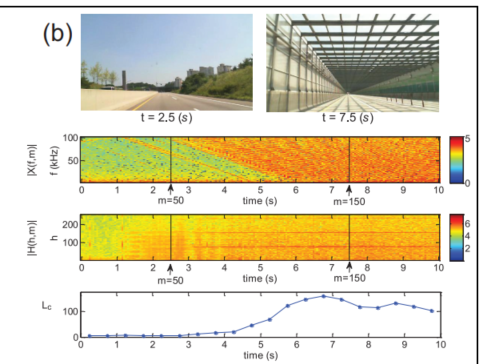 (b)
t = 2.5 (s) t = 7.5 (s)
|X(f,m)|
f (kHz)
100
50
5
0
0 1 2 3 4 5 6 7 8 9 10
m=50 time (s) m=150
|H(h,m)|
h
200
100
6
4
2
0 1 2 3 4 5 6 7 8 9 10
m=50 time (s) m=150
L_c
100
0
0 1 2 3 4 5 6 7 8 9 10
time (s)